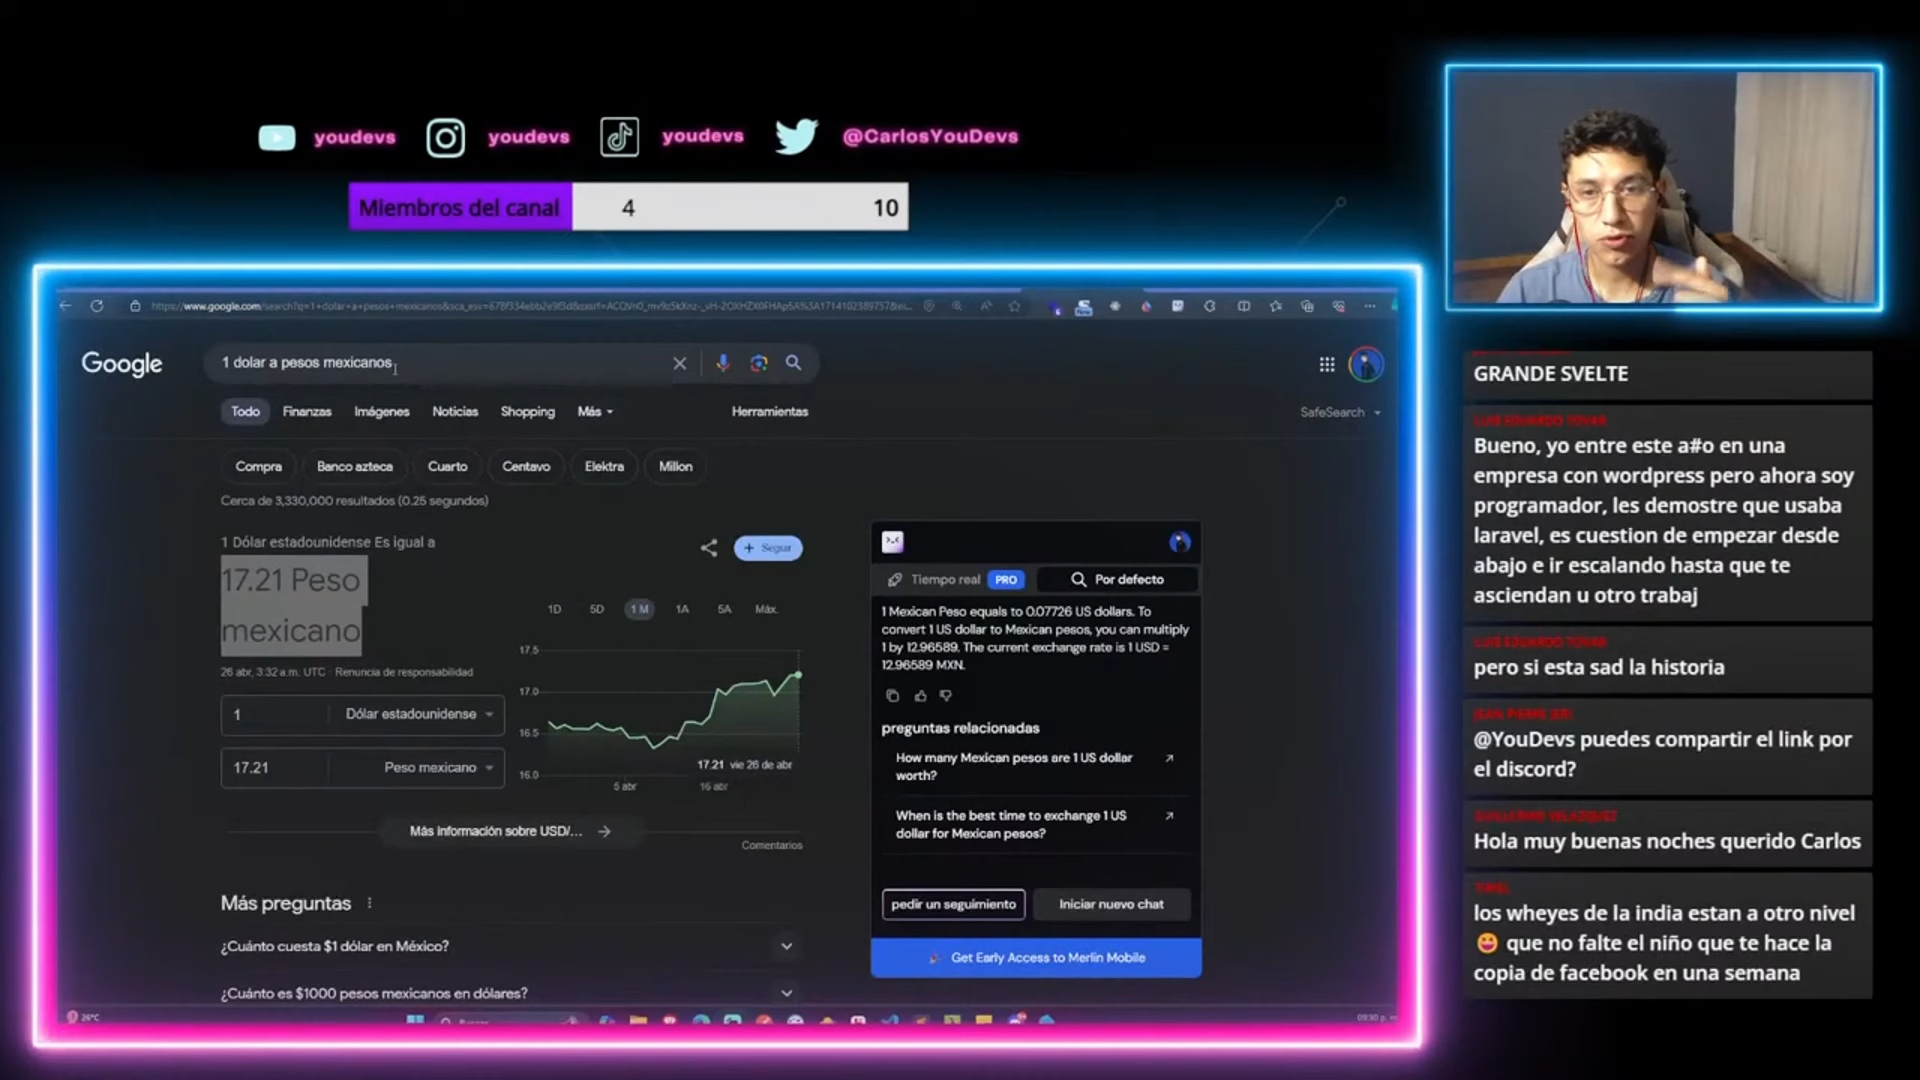 youdevs
youdevs
youdevs
@CarlosYouDevs
Miembros del canal
4
10
Google
1 dolar a pesos mexicanos
Todo
Finanzas
Imágenes
Noticias
Shopping
Más
Herramientas
SafeSearch
Compra
Banco azteca
Cuarto
Centavo
Elektra
Millon
Cerca de 3,330,000 resultados (0.25 segundos)
1 Dólar estadounidense Es igual a
17.21 Peso
mexicano
26 abr, 3:32 a.m. UTC · Renuncia de responsabilidad
+ Seguir
1D
5D
1 M
1A
5A
Máx.
1
Dólar estadounidense
17.21
Peso mexicano
17.5
17.0
16.5
16.0
17.21 vie 26 de abr
5 abr
16 abr
Más información sobre USD/...
Comentarios
Más preguntas
¿Cuánto cuesta $1 dólar en México?
¿Cuánto es $1000 pesos mexicanos en dólares?
Tiempo real
PRO
Por defecto
1 Mexican Peso equals to 0.07726 US dollars. To
convert 1 US dollar to Mexican pesos, you can multiply
1 by 12.96589. The current exchange rate is 1 USD =
12.96589 MXN.
preguntas relacionadas
How many Mexican pesos are 1 US dollar
worth?
When is the best time to exchange 1 US
dollar for Mexican pesos?
pedir un seguimiento
Iniciar nuevo chat
Get Early Access to Merlin Mobile
26°C
GRANDE SVELTE
LUIS EDUARDO TOVAR
Bueno, yo entre este a#o en una
empresa con wordpress pero ahora soy
programador, les demostre que usaba
laravel, es cuestion de empezar desde
abajo e ir escalando hasta que te
asciendan u otro trabaj
LUIS EDUARDO TOVAR
pero si esta sad la historia
@YouDevs puedes compartir el link por
el discord?
GUILLERMO VELAZQUEZ
Hola muy buenas noches querido Carlos
los wheyes de la india estan a otro nivel
😄 que no falte el niño que te hace la
copia de facebook en una semana